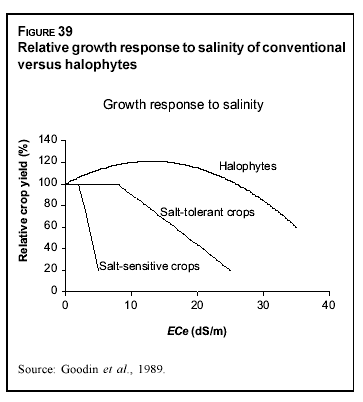 FIGURE 39
Relative growth response to salinity of conventional
versus halophytes
Growth response to salinity
Relative crop yield (%)
140
120
100
80
60
40
20
0
Halophytes
Salt-tolerant crops
Salt-sensitive crops
0 10 20 30 40
ECe (dS/m)
Source: Goodin et al., 1989.